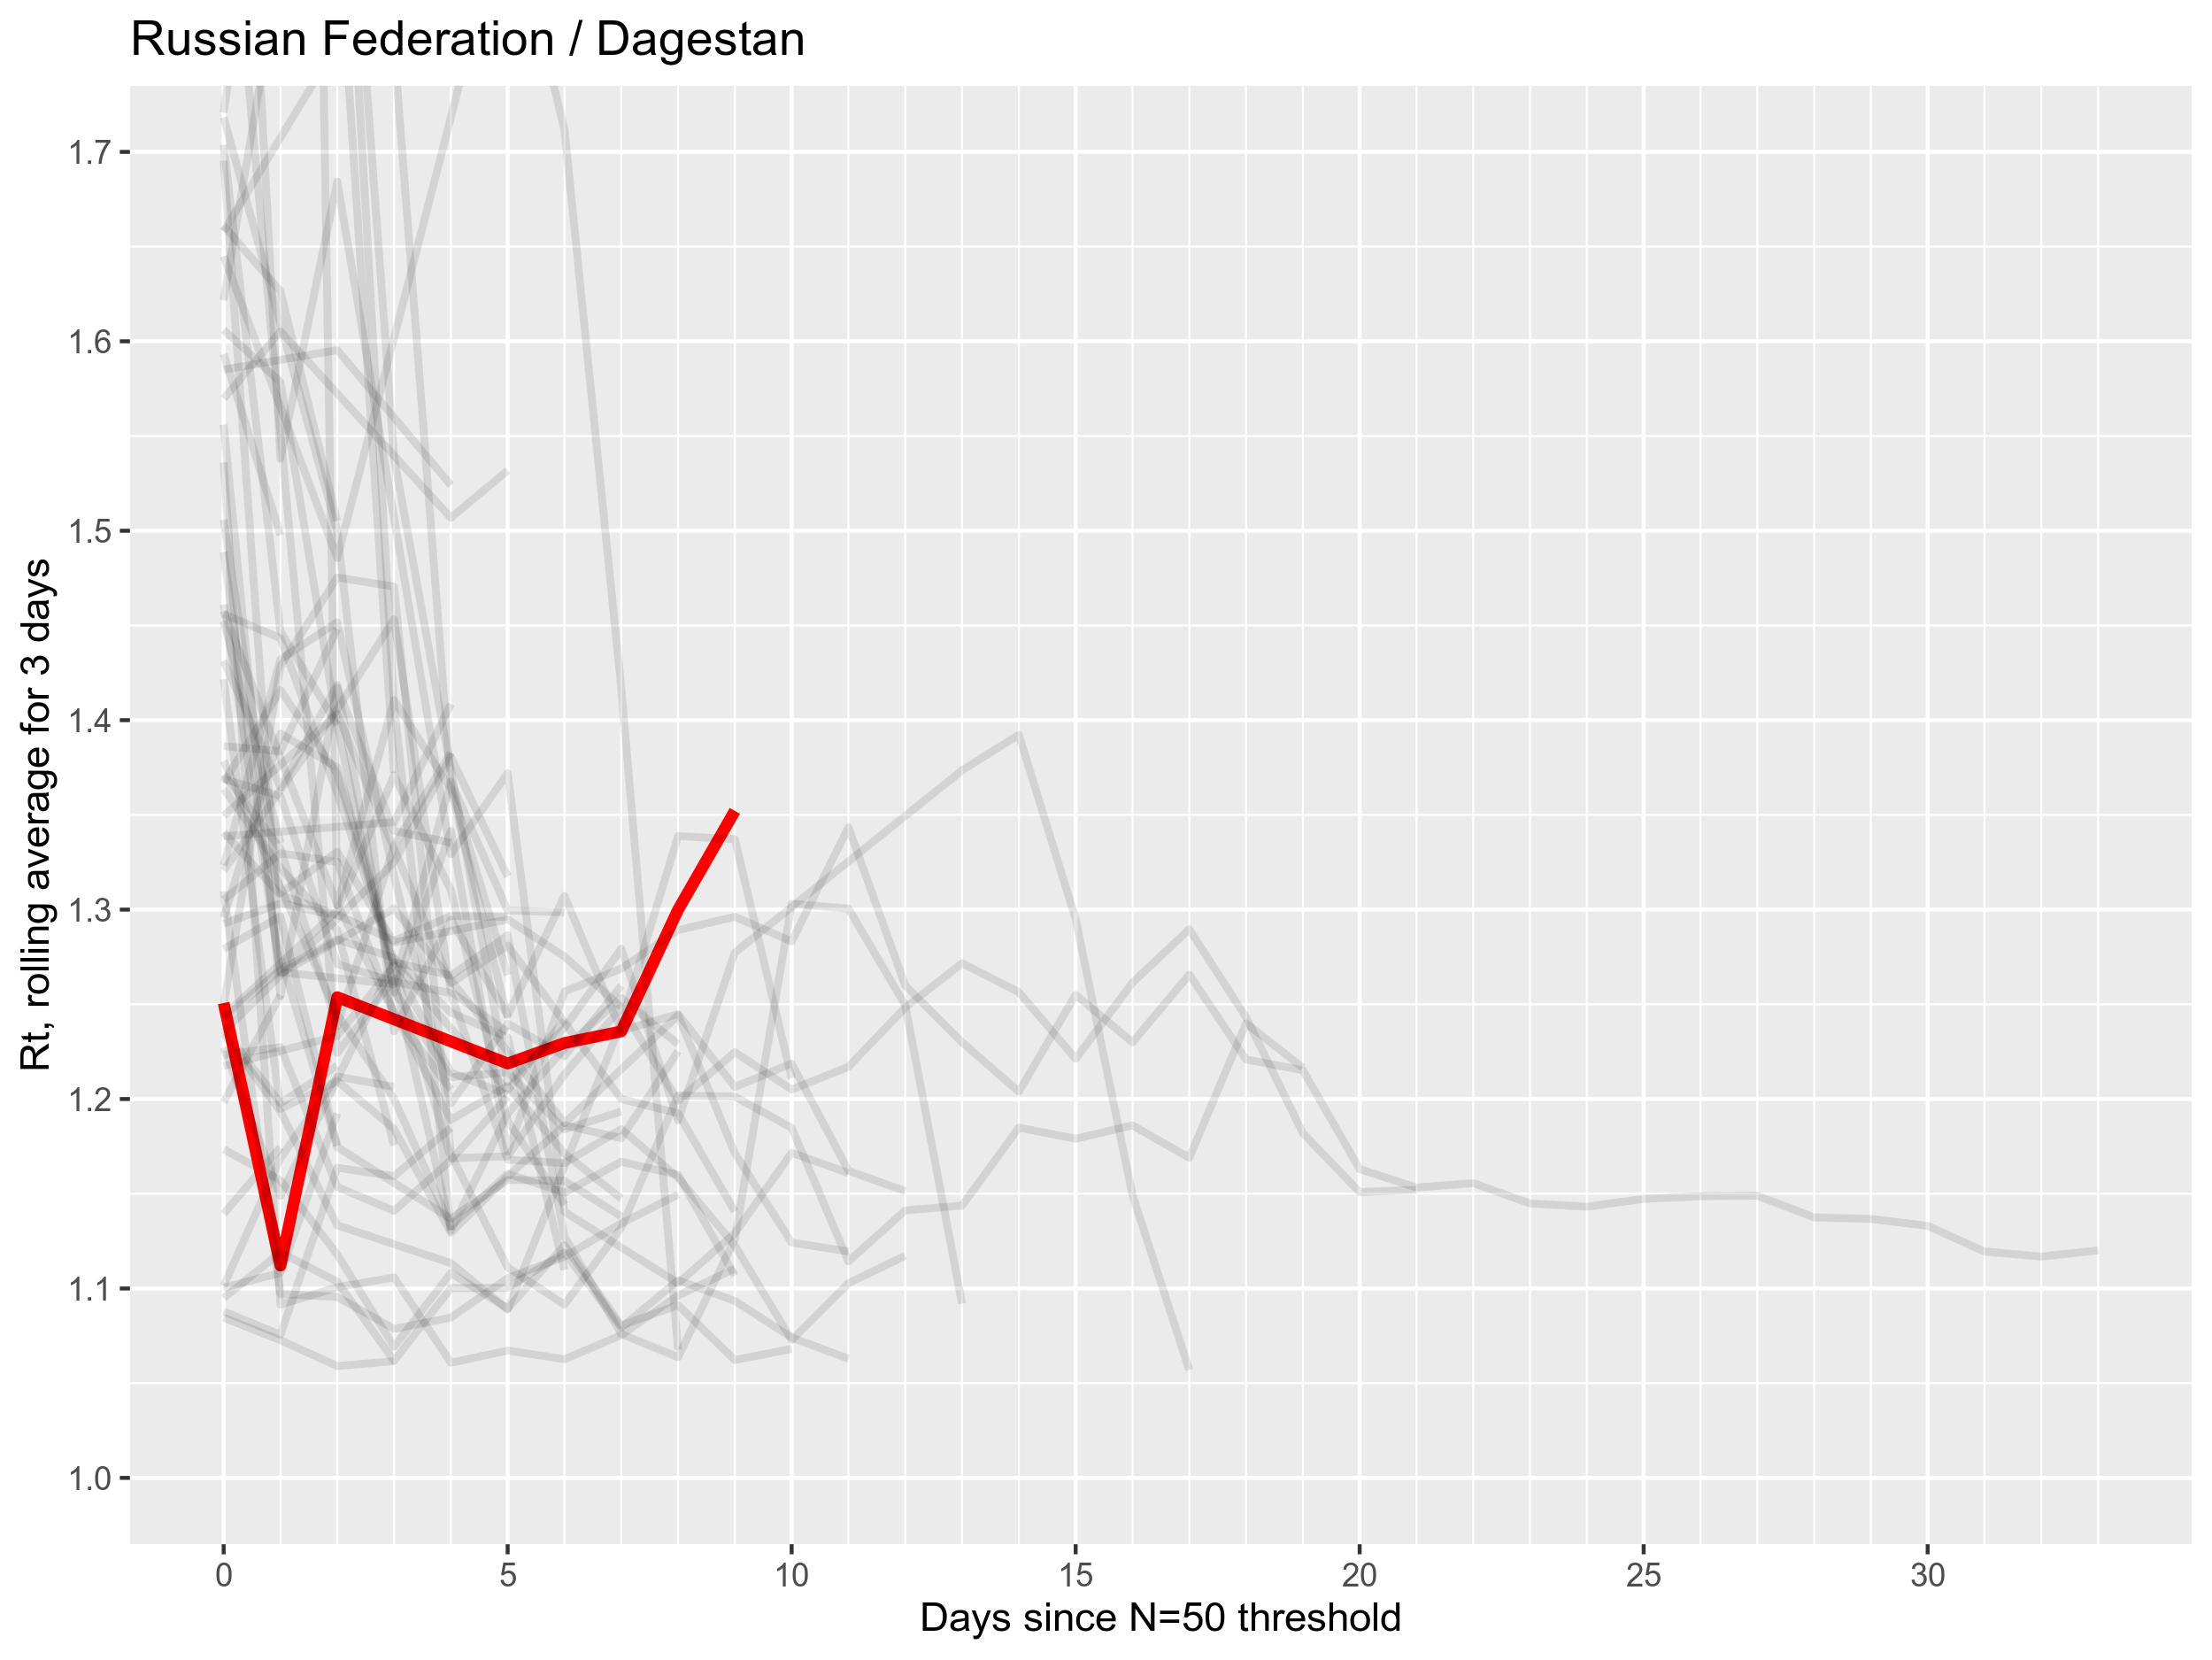 Russian Federation / Dagestan
Rt, rolling average for 3 days
1.7
1.6
1.5
1.4
1.3
1.2
1.1
1.0
0 5 10 15 20 25 30
Days since N=50 threshold